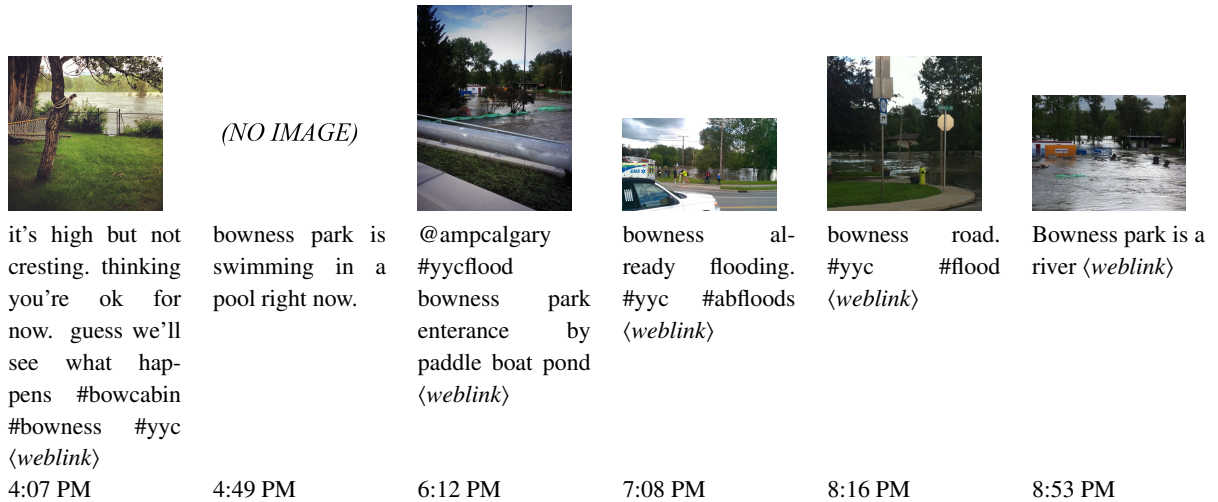 (NO IMAGE)
it's high but not
cresting. thinking
you're ok for
now. guess we'll
see what hap-
pens #bowcabin
#bowness #yyc
⟨weblink⟩
4:07 PM
bowness park is
swimming in a
pool right now.
4:49 PM
@ampcalgary
#yycflood
bowness park
enterance by
paddle boat pond
⟨weblink⟩
6:12 PM
EMS
bowness al-
ready flooding.
#yyc #abfloods
⟨weblink⟩
7:08 PM
bowness road.
#yyc #flood
⟨weblink⟩
8:16 PM
Bowness park is a
river ⟨weblink⟩
8:53 PM